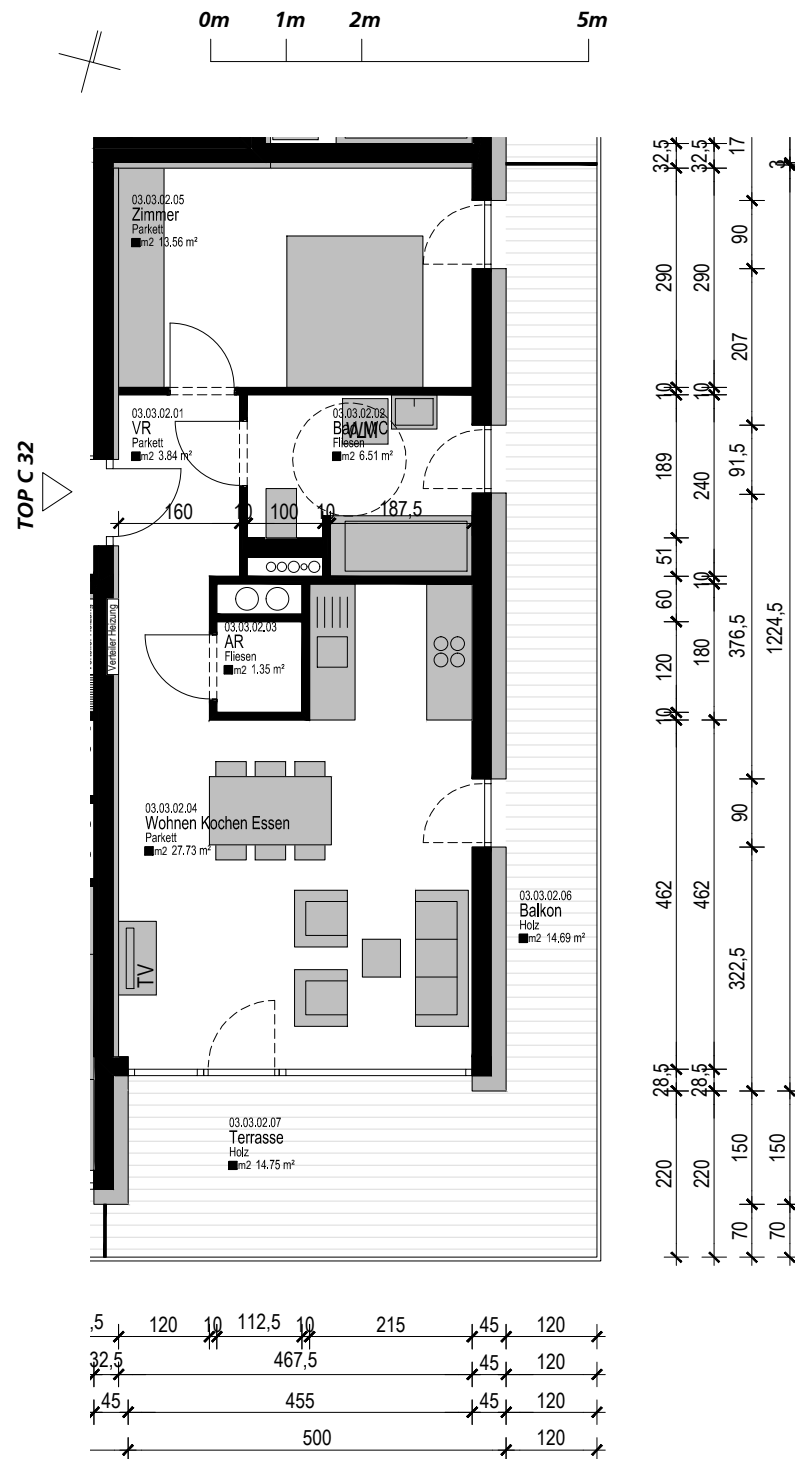 0m 1m 2m 5m
03.03.02.05
Zimmer
Parkett
m2 13.56 m²
03.03.02.01
VR
Parkett
m2 3.84 m²
03.03.02.02
Bad/WC
WM
Fliesen
m2 6.51 m²
TOP C 32
160 10 100 10 187,5
Verteiler Heizung
03.03.02.03
AR
Fliesen
m2 1.35 m²
03.03.02.04
Wohnen Kochen Essen
Parkett
m2 27.73 m²
TV
03.03.02.06
Balkon
Holz
m2 14.69 m²
03.03.02.07
Terrasse
Holz
m2 14.75 m²
32,5 290 10 189 51 60 120 10 462 28,5 220
32,5 290 10 240 10 180 462 28,5 220
17 90 207 91,5 376,5 90 322,5 150 70
3 1224,5 150 70
,5 120 10 112,5 10 215 45 120
32,5 467,5 45 120
45 455 45 120
500 120